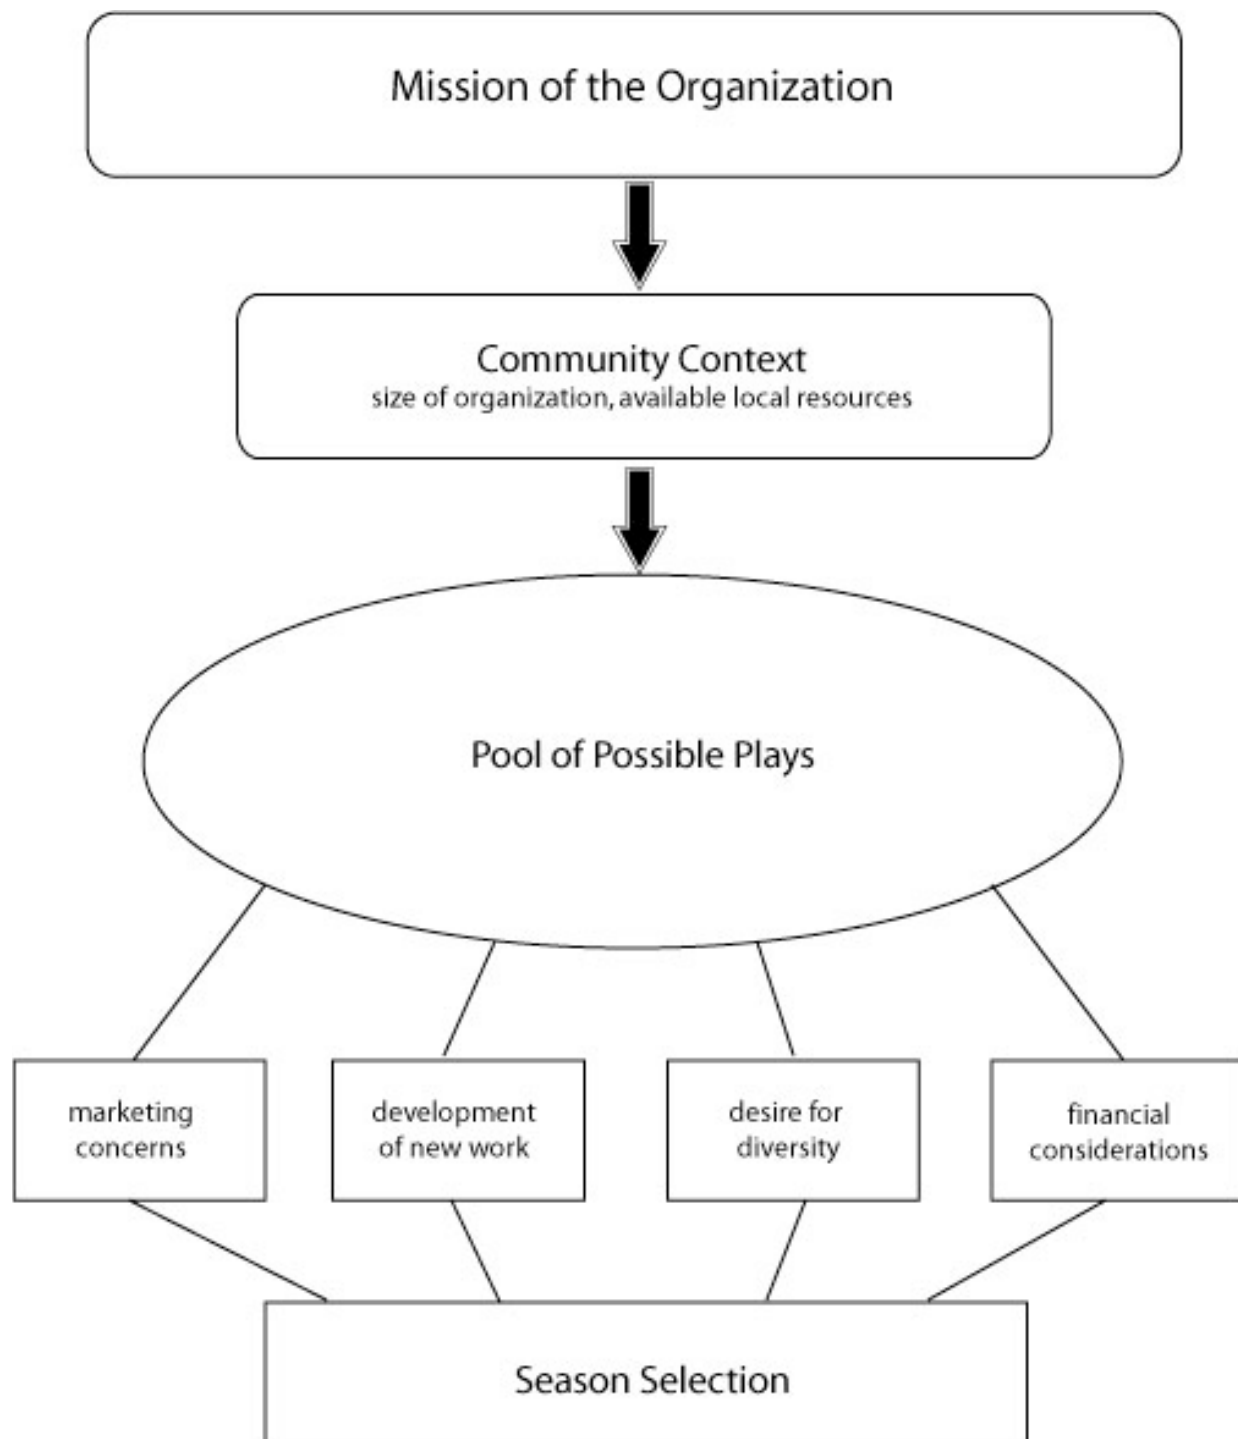 Mission of the Organization
Community Context
size of organization, available local resources
Pool of Possible Plays
marketing
concerns
development
of new work
desire for
diversity
financial
considerations
Season Selection